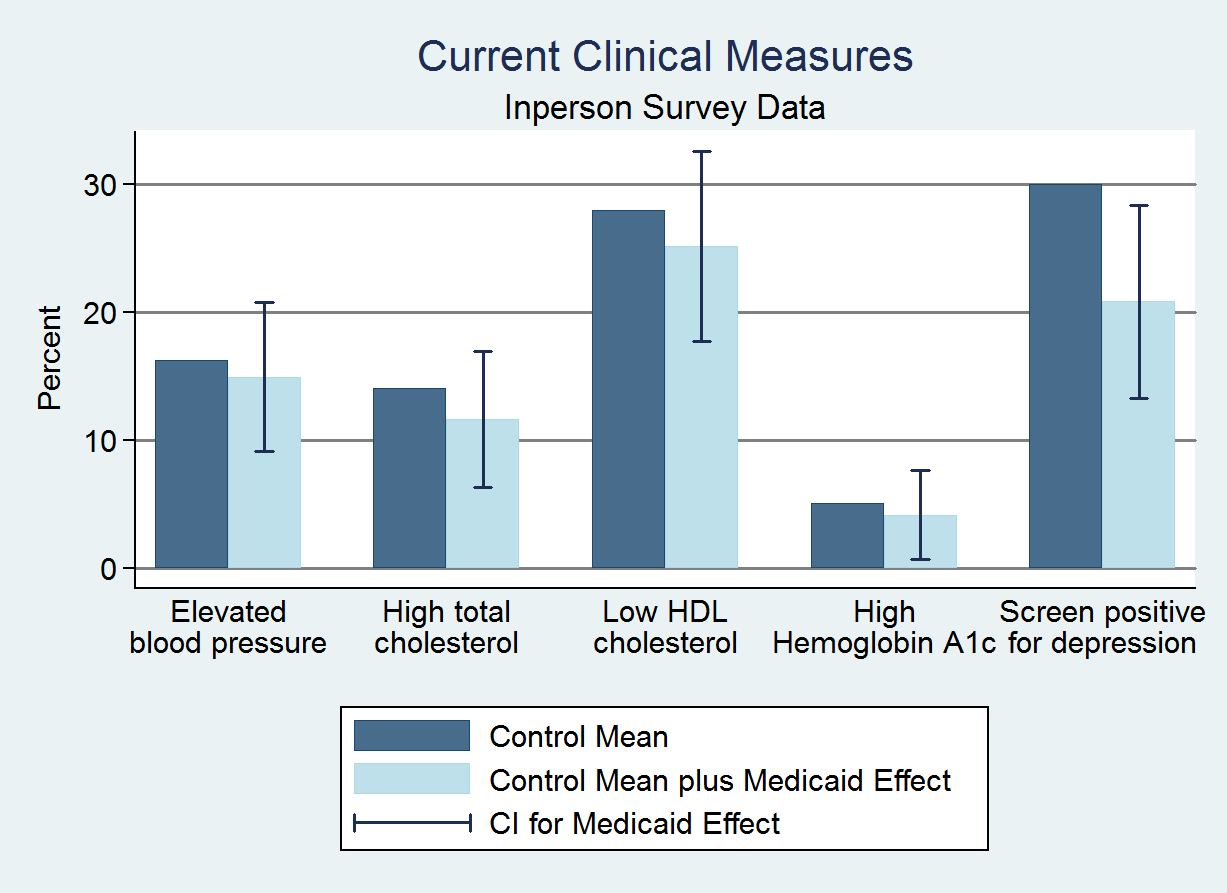 Current Clinical Measures
Inperson Survey Data
Percent
30
20
10
0
Elevated
blood pressure
High total
cholesterol
Low HDL
cholesterol
High
Hemoglobin A1c
Screen positive
for depression
Control Mean
Control Mean plus Medicaid Effect
CI for Medicaid Effect